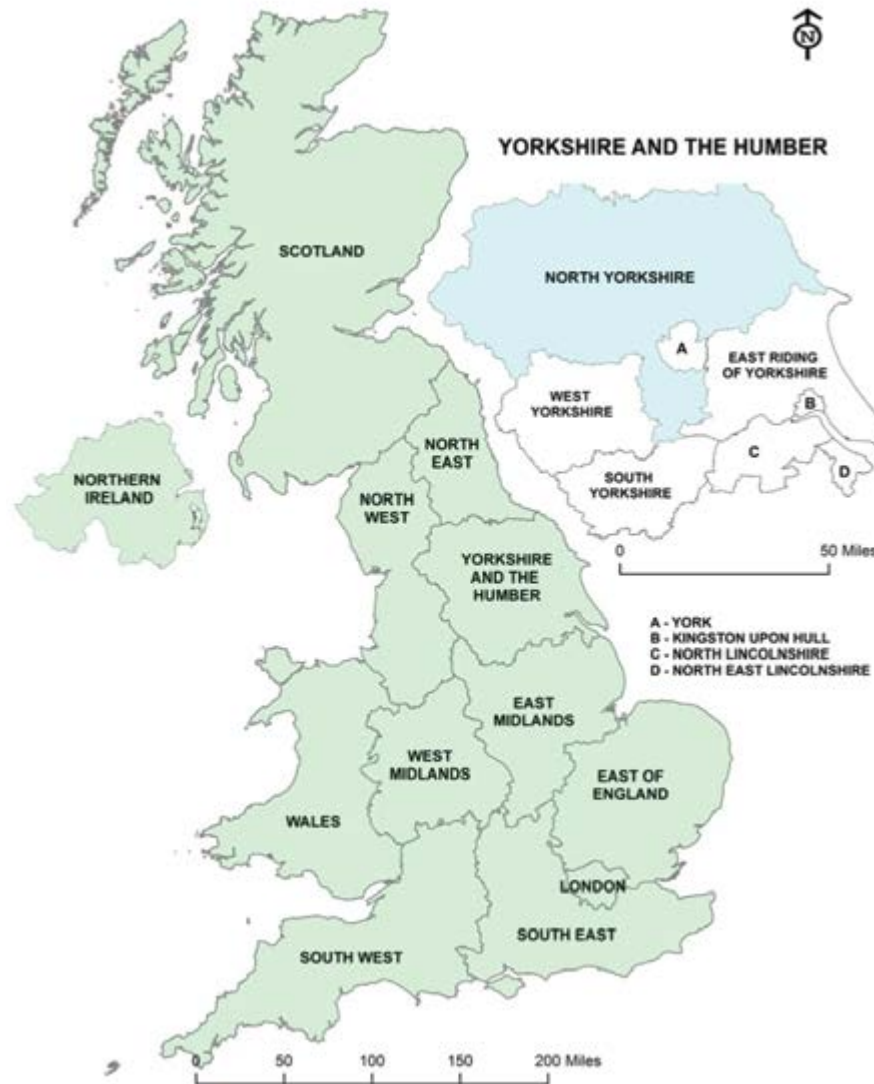 N
YORKSHIRE AND THE HUMBER
SCOTLAND
NORTH YORKSHIRE
A
EAST RIDING
OF YORKSHIRE
WEST
YORKSHIRE
B
C
D
SOUTH
YORKSHIRE
0 50 Miles
NORTH
EAST
NORTHERN
IRELAND
NORTH
WEST
YORKSHIRE
AND THE
HUMBER
A - YORK
B - KINGSTON UPON HULL
C - NORTH LINCOLNSHIRE
D - NORTH EAST LINCOLNSHIRE
EAST
MIDLANDS
WEST
MIDLANDS
EAST OF
ENGLAND
WALES
LONDON
SOUTH EAST
SOUTH WEST
0 50 100 150 200 Miles